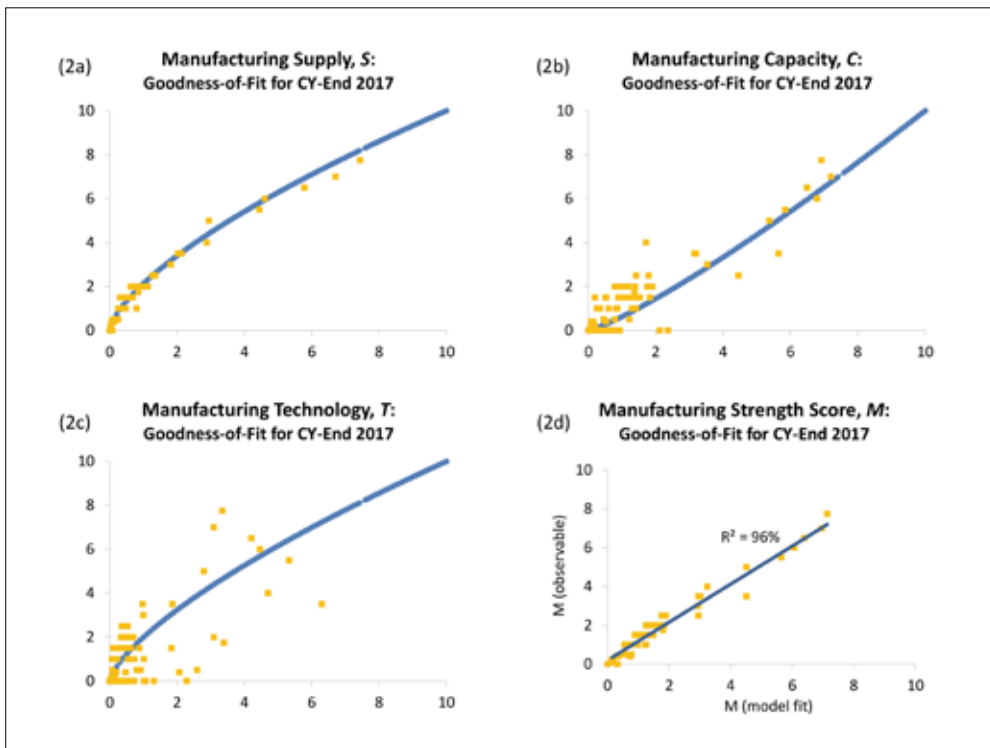 (2a)
Manufacturing Supply, S:
Goodness-of-Fit for CY-End 2017
10
8
6
4
2
0
0 2 4 6 8 10
(2b)
Manufacturing Capacity, C:
Goodness-of-Fit for CY-End 2017
10
8
6
4
2
0
0 2 4 6 8 10
(2c)
Manufacturing Technology, T:
Goodness-of-Fit for CY-End 2017
10
8
6
4
2
0
0 2 4 6 8 10
(2d)
Manufacturing Strength Score, M:
Goodness-of-Fit for CY-End 2017
M (observable)
10
8
6
4
2
0
R² = 96%
0 2 4 6 8 10
M (model fit)